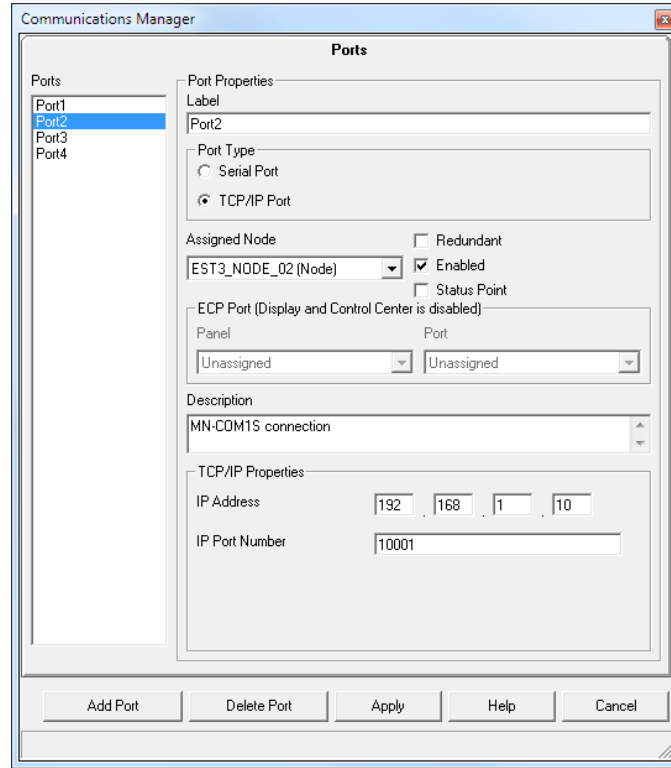 Communications Manager
Ports
Ports
Port1
Port2
Port3
Port4
Port Properties
Label
Port2
Port Type
Serial Port
TCP/IP Port
Assigned Node
EST3_NODE_02 (Node)
Redundant
Enabled
Status Point
ECP Port (Display and Control Center is disabled)
Panel
Port
Unassigned
Unassigned
Description
MN-COM1S connection
TCP/IP Properties
IP Address
192 . 168 . 1 . 10
IP Port Number
10001
Add Port
Delete Port
Apply
Help
Cancel